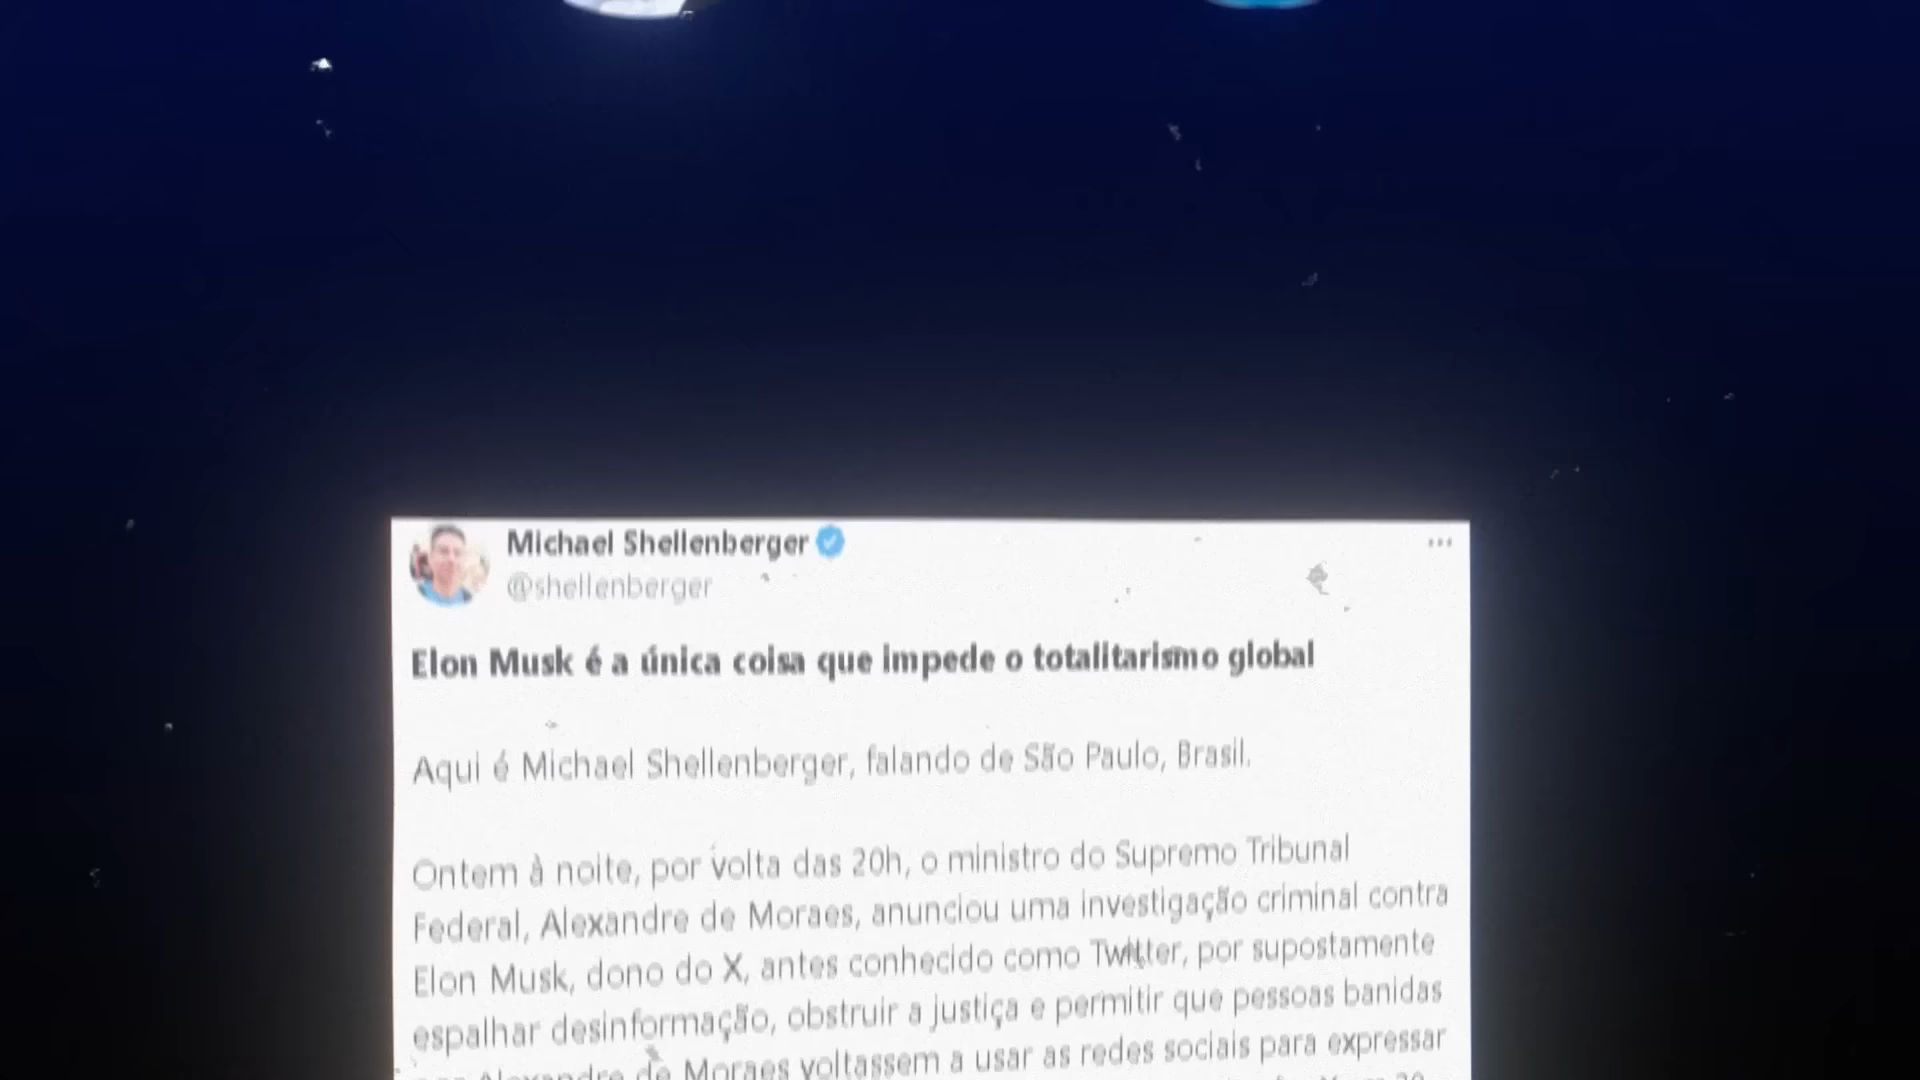 Michael Shellenberger
@shellenberger
Elon Musk é a única coisa que impede o totalitarismo global
Aqui é Michael Shellenberger, falando de São Paulo, Brasil.
Ontem à noite, por volta das 20h, o ministro do Supremo Tribunal
Federal, Alexandre de Moraes, anunciou uma investigação criminal contra
Elon Musk, dono do X, antes conhecido como Twitter, por supostamente
espalhar desinformação, obstruir a justiça e permitir que pessoas banidas
Alexandre de Moraes voltassem a usar as redes sociais para expressar